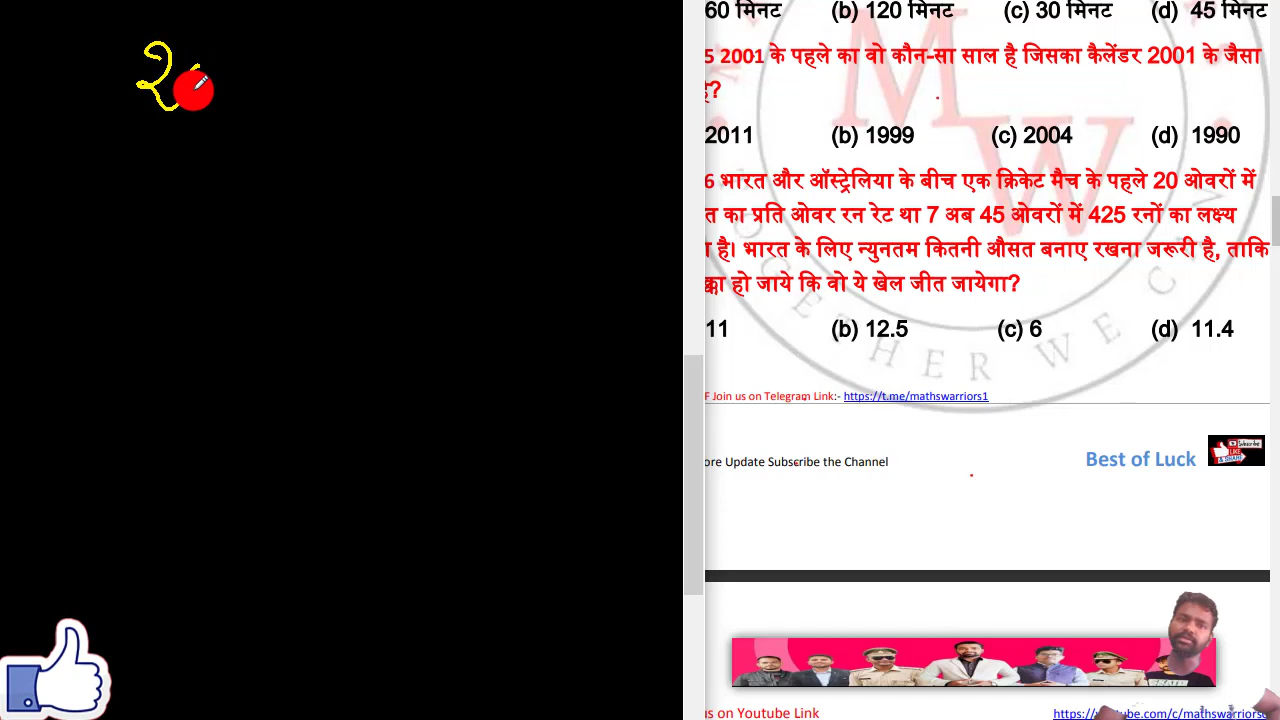 60 मिनट (b) 120 मिनट (c) 30 मिनट (d) 45 मिनट
5 2001 के पहले का वो कौन-सा साल है जिसका कैलेंडर 2001 के जैसा
?
2011 (b) 1999 (c) 2004 (d) 1990
6 भारत और ऑस्ट्रेलिया के बीच एक क्रिकेट मैच के पहले 20 ओवरों में
त का प्रति ओवर रन रेट था 7 अब 45 ओवरों में 425 रनों का लक्ष्य
है। भारत के लिए न्युनतम कितनी औसत बनाए रखना जरूरी है, ताकि
हो जाये कि वो ये खेल जीत जायेगा?
11 (b) 12.5 (c) 6 (d) 11.4
M W
GETHER WE C
F Join us on Telegram Link:- https://t.me/mathswarriors1
ore Update Subscribe the Channel Best of Luck
us on Youtube Link